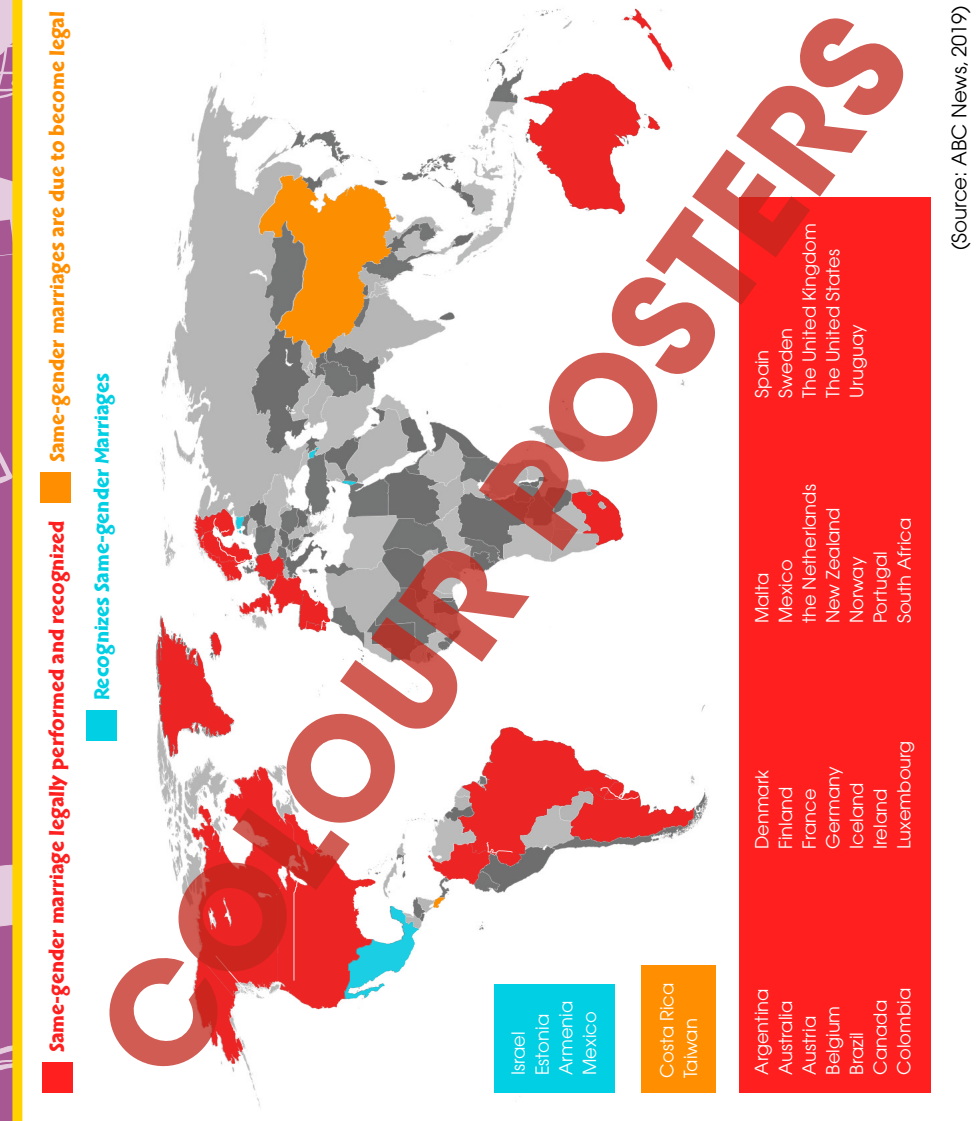 Same-gender marriage legally performed and recognized
Same-gender marriages are due to become legal
Recognizes Same-gender Marriages
COLOUR POSTERS
Israel
Estonia
Armenia
Mexico
Costa Rica
Taiwan
Argentina
Australia
Austria
Belgium
Brazil
Canada
Colombia
Denmark
Finland
France
Germany
Iceland
Ireland
Luxembourg
Malta
Mexico
the Netherlands
New Zealand
Norway
Portugal
South Africa
Spain
Sweden
The United Kingdom
The United States
Uruguay
(Source: ABC News, 2019)